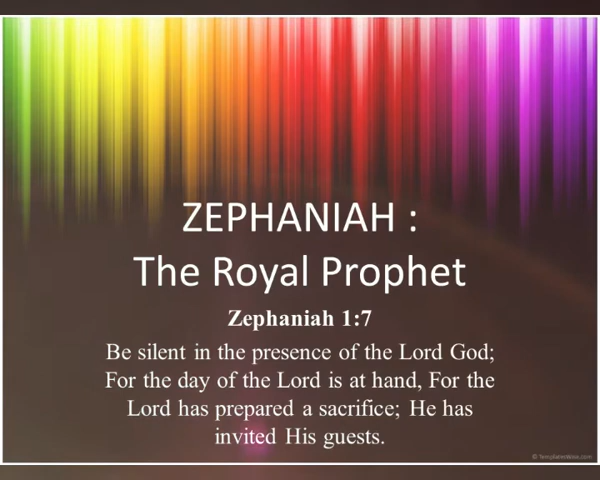 ZEPHANIAH :
The Royal Prophet
Zephaniah 1:7
Be silent in the presence of the Lord God;
For the day of the Lord is at hand, For the
Lord has prepared a sacrifice; He has
invited His guests.